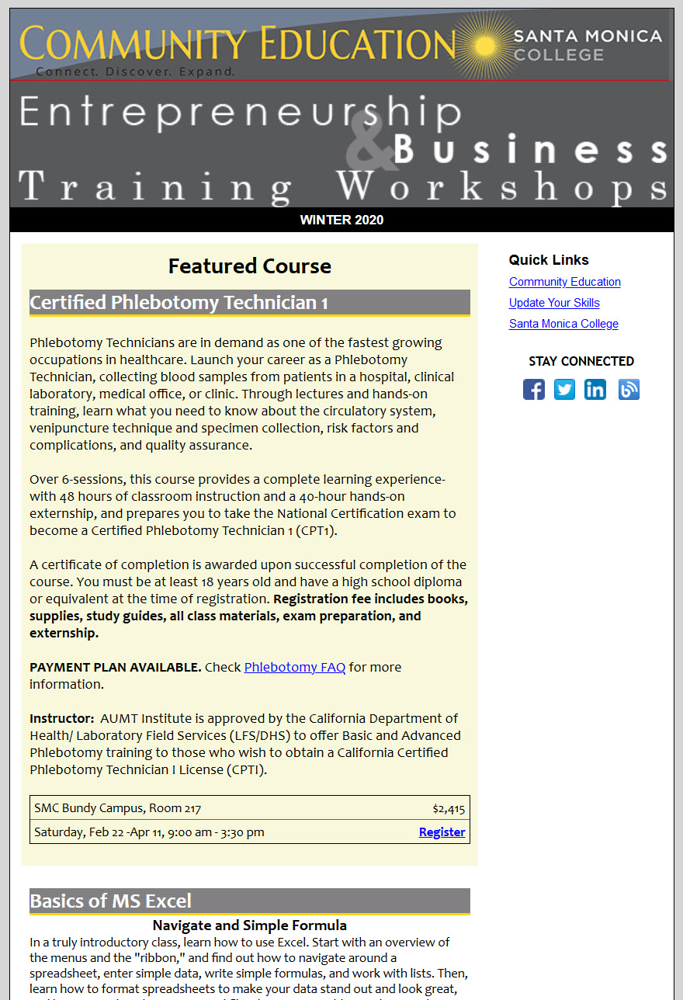 COMMUNITY EDUCATION
Connect. Discover. Expand.
SANTA MONICA
COLLEGE
Entrepreneurship
& Business
Training Workshops
WINTER 2020
Featured Course
Certified Phlebotomy Technician 1
Phlebotomy Technicians are in demand as one of the fastest growing
occupations in healthcare. Launch your career as a Phlebotomy
Technician, collecting blood samples from patients in a hospital, clinical
laboratory, medical office, or clinic. Through lectures and hands-on
training, learn what you need to know about the circulatory system,
venipuncture technique and specimen collection, risk factors and
complications, and quality assurance.
Over 6-sessions, this course provides a complete learning experience-
with 48 hours of classroom instruction and a 40-hour hands-on
externship, and prepares you to take the National Certification exam to
become a Certified Phlebotomy Technician 1 (CPT1).
A certificate of completion is awarded upon successful completion of the
course. You must be at least 18 years old and have a high school diploma
or equivalent at the time of registration. Registration fee includes books,
supplies, study guides, all class materials, exam preparation, and
externship.
PAYMENT PLAN AVAILABLE. Check Phlebotomy FAQ for more
information.
Instructor: AUMT Institute is approved by the California Department of
Health/ Laboratory Field Services (LFS/DHS) to offer Basic and Advanced
Phlebotomy training to those who wish to obtain a California Certified
Phlebotomy Technician I License (CPTI).
SMC Bundy Campus, Room 217 $2,415
Saturday, Feb 22 -Apr 11, 9:00 am - 3:30 pm Register
Basics of MS Excel
Navigate and Simple Formula
In a truly introductory class, learn how to use Excel. Start with an overview of
the menus and the "ribbon," and find out how to navigate around a
spreadsheet, enter simple data, write simple formulas, and work with lists. Then,
learn how to format spreadsheets to make your data stand out and look great,
Quick Links
Community Education
Update Your Skills
Santa Monica College
STAY CONNECTED